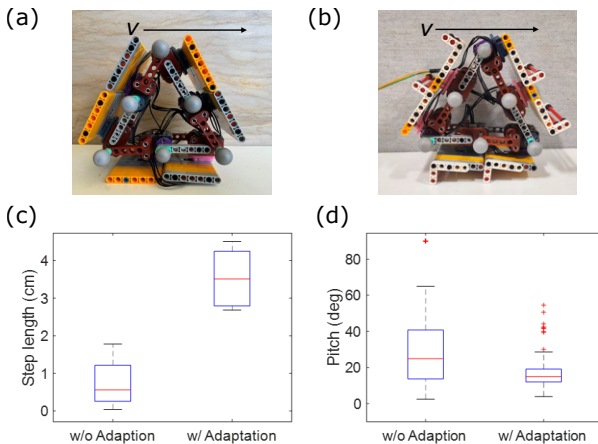 (a)
V
(b)
V
(c)
Step length (cm)
4
3
2
1
0
w/o Adaption
w/ Adaptation
(d)
Pitch (deg)
80
60
40
20
0
w/o Adaption
w/ Adaptation